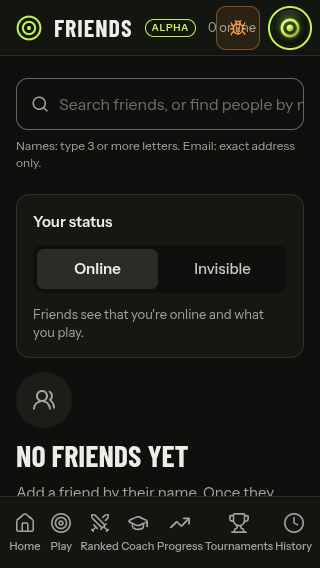 FRIENDS ALPHA 0 online
Search friends, or find people by
Names: type 3 or more letters. Email: exact address
only.
Your status
Online Invisible
Friends see that you're online and what
you play.
NO FRIENDS YET
Add a friend by their name. Once they
Home Play Ranked Coach Progress Tournaments History